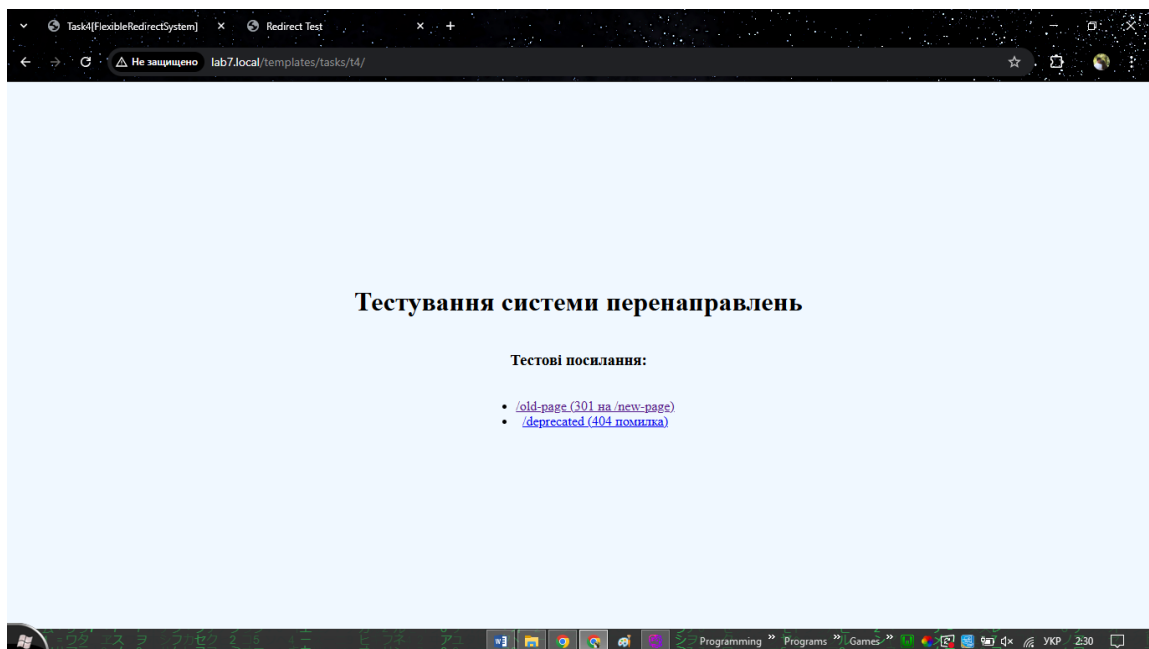 Task4[FlexibleRedirectSystem]
Redirect Test
Не защищено lab7.local/templates/tasks/t4/
Тестування системи перенаправлень
Тестові посилання:
/old-page (301 на /new-page)
/deprecated (404 помилка)
Programming » Programs » Games » УКР 2:30